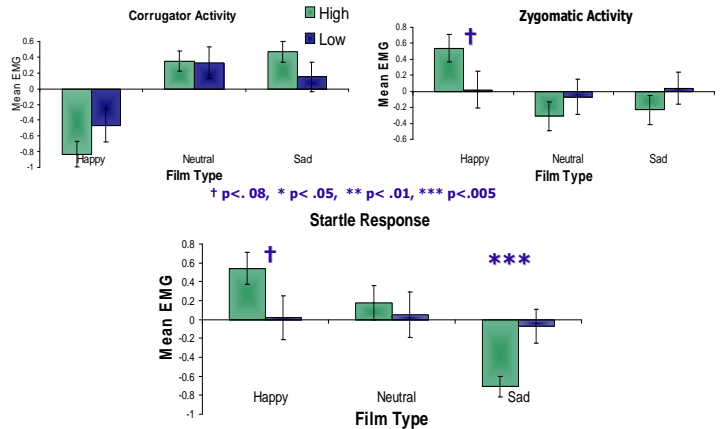 Corrugator Activity
High
Low
Mean EMG
0.6
0.4
0.2
0
-0.2
-0.4
-0.6
-0.8
-1
Happy Neutral Sad
Film Type
Zygomatic Activity
Mean EMG
0.8
0.6
0.4
0.2
0
-0.2
-0.4
-0.6
†
Happy Neutral Sad
Film Type
† p<. 08, * p< .05, ** p< .01, *** p<.005
Startle Response
Mean EMG
0.8
0.6
0.4
0.2
0
-0.2
-0.4
-0.6
-0.8
-1
† ***
Happy Neutral Sad
Film Type